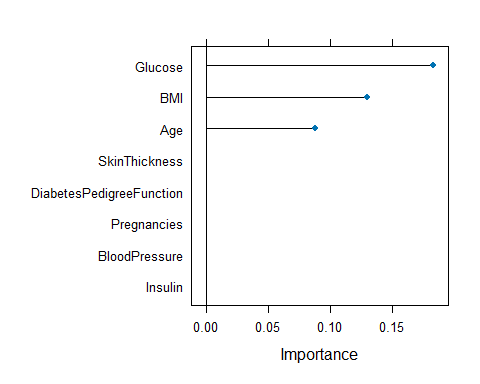 Glucose
BMI
Age
SkinThickness
DiabetesPedigreeFunction
Pregnancies
BloodPressure
Insulin
0.00 0.05 0.10 0.15
Importance